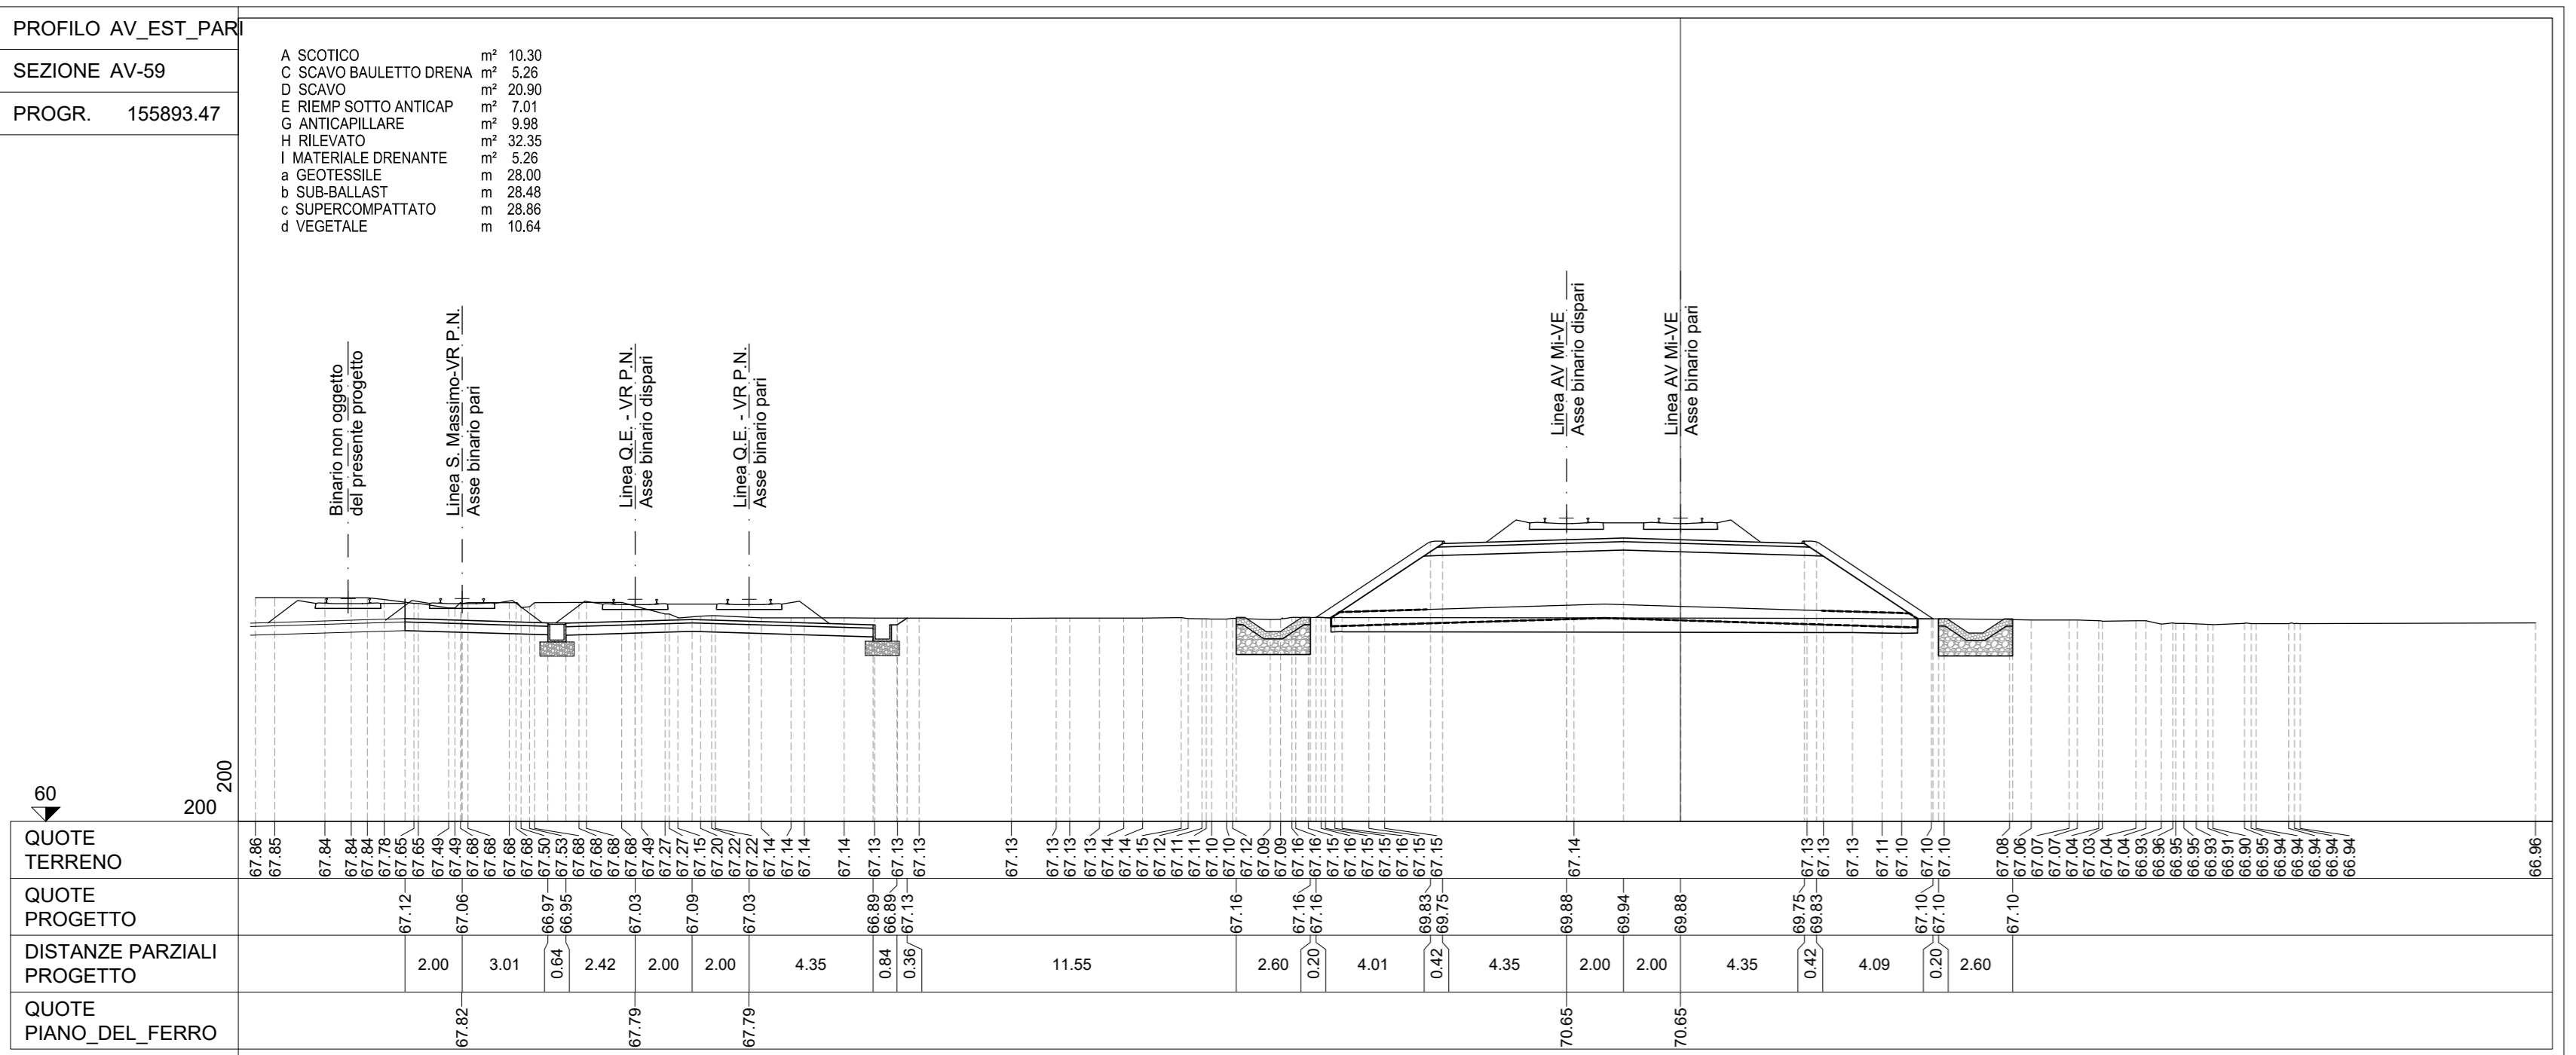 PROFILO AV_EST_PARI
SEZIONE AV-59
PROGR. 155893.47
A SCOTICO m² 10.30
C SCAVO BAULETTO DRENA m² 5.26
D SCAVO m² 20.90
E RIEMP SOTTO ANTICAP m² 7.01
G ANTICAPILLARE m² 9.98
H RILEVATO m² 32.35
I MATERIALE DRENANTE m² 5.26
a GEOTESSILE m 28.00
b SUB-BALLAST m 28.48
c SUPERCOMPATTATO m 28.86
d VEGETALE m 10.64
Binario non oggetto
del presente progetto
Linea S. Massimo-VR P.N.
Asse binario pari
Linea Q.E. - VR P.N.
Asse binario dispari
Linea Q.E. - VR P.N.
Asse binario pari
Linea AV Mi-VE
Asse binario dispari
Linea AV Mi-VE
Asse binario pari
60
200
200
QUOTE
TERRENO
67.86 67.85 67.84 67.84 67.84 67.78 67.65 67.65 67.49 67.49 67.68 67.68 67.68 67.68 67.50 67.53 67.68 67.68 67.68 67.68 67.49 67.27 67.27 67.15 67.20 67.22 67.22 67.14 67.14 67.14 67.14 67.13 67.13 67.13 67.13 67.13 67.13 67.13 67.14 67.14 67.15 67.12 67.11 67.11 67.10 67.10 67.12 67.09 67.09 67.16 67.16 67.15 67.16 67.15 67.15 67.16 67.15 67.15 67.14 67.13 67.13 67.13 67.11 67.10 67.10 67.10 67.08 67.06 67.07 67.07 67.04 67.03 67.04 67.04 66.93 66.96 66.95 66.95 66.93 66.91 66.90 66.95 66.94 66.94 66.94 66.94 66.94 66.96
QUOTE
PROGETTO
67.12 67.06 66.97 66.95 67.03 67.09 67.03 66.89 66.89 67.13 67.16 67.16 67.16 69.83 69.75 69.88 69.94 69.88 69.75 69.83 67.10 67.10 67.10
DISTANZE PARZIALI
PROGETTO
2.00 3.01 0.64 2.42 2.00 2.00 4.35 0.84 0.36 11.55 2.60 0.20 4.01 0.42 4.35 2.00 2.00 4.35 0.42 4.09 0.20 2.60
QUOTE
PIANO_DEL_FERRO
67.82 67.79 67.79 70.65 70.65